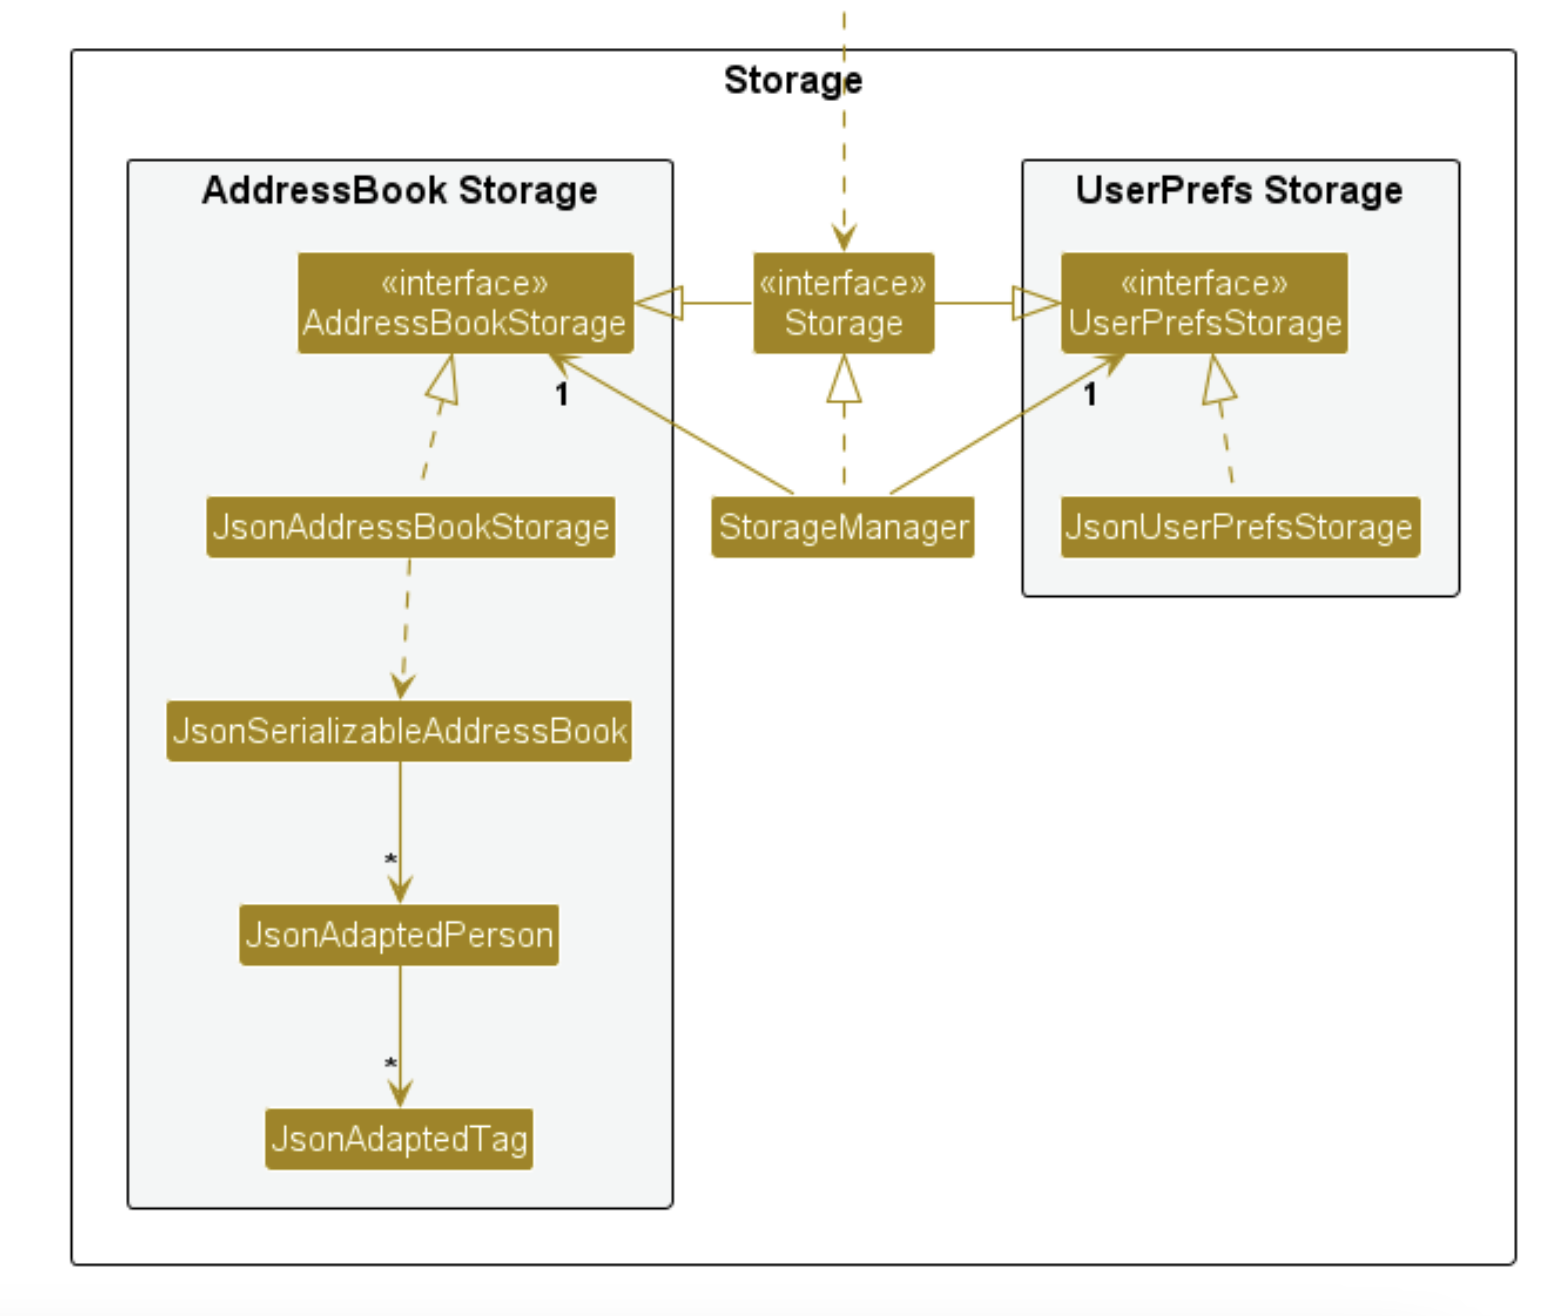 Storage
AddressBook Storage
UserPrefs Storage
«interface»
AddressBookStorage
«interface»
Storage
«interface»
UserPrefsStorage
1
1
JsonAddressBookStorage
StorageManager
JsonUserPrefsStorage
JsonSerializableAddressBook
*
JsonAdaptedPerson
*
JsonAdaptedTag